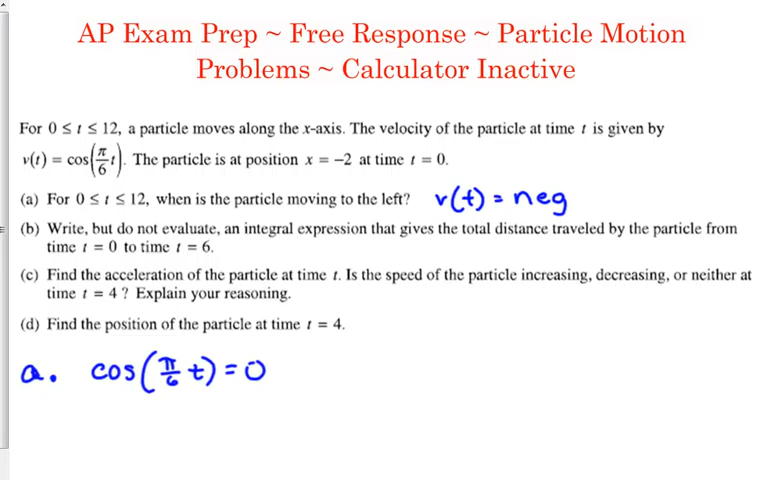 AP Exam Prep ~ Free Response ~ Particle Motion
Problems ~ Calculator Inactive
For 0 ≤ t ≤ 12, a particle moves along the x-axis. The velocity of the particle at time t is given by
v(t) = cos(π/6 t). The particle is at position x = −2 at time t = 0.
(a) For 0 ≤ t ≤ 12, when is the particle moving to the left? v(t) = neg
(b) Write, but do not evaluate, an integral expression that gives the total distance traveled by the particle from
time t = 0 to time t = 6.
(c) Find the acceleration of the particle at time t. Is the speed of the particle increasing, decreasing, or neither at
time t = 4 ? Explain your reasoning.
(d) Find the position of the particle at time t = 4.
a. cos(π/6 t) = 0